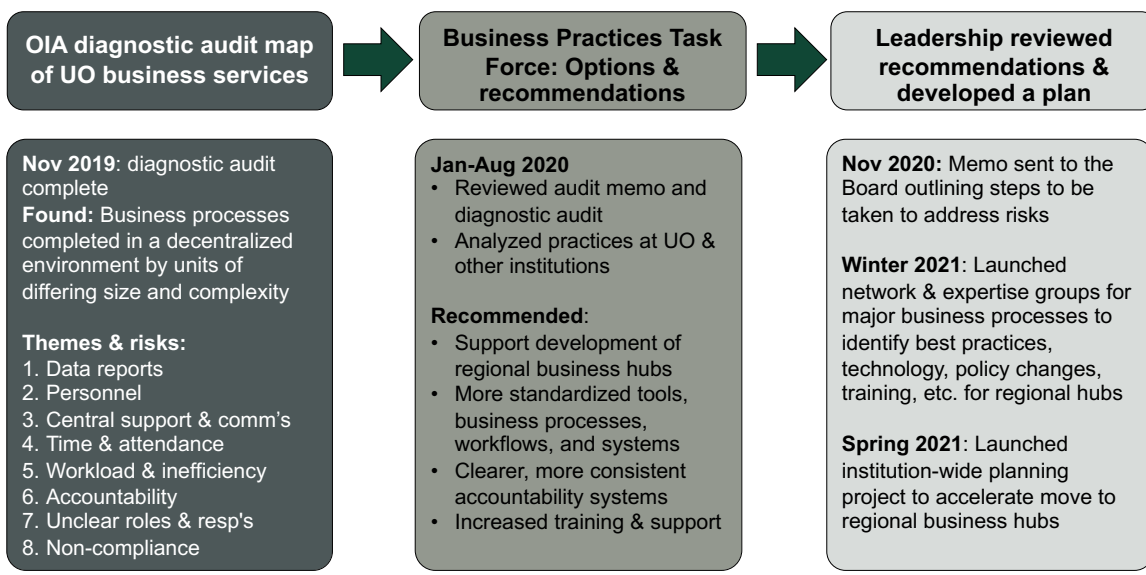 OIA diagnostic audit map
of UO business services
Business Practices Task
Force: Options &
recommendations
Leadership reviewed
recommendations &
developed a plan
Nov 2019: diagnostic audit
complete
Found: Business processes
completed in a decentralized
environment by units of
differing size and complexity
Themes & risks:
1. Data reports
2. Personnel
3. Central support & comm’s
4. Time & attendance
5. Workload & inefficiency
6. Accountability
7. Unclear roles & resp's
8. Non-compliance
Jan-Aug 2020
• Reviewed audit memo and
diagnostic audit
• Analyzed practices at UO &
other institutions
Recommended:
• Support development of
regional business hubs
• More standardized tools,
business processes,
workflows, and systems
• Clearer, more consistent
accountability systems
• Increased training & support
Nov 2020: Memo sent to the
Board outlining steps to be
taken to address risks
Winter 2021: Launched
network & expertise groups for
major business processes to
identify best practices,
technology, policy changes,
training, etc. for regional hubs
Spring 2021: Launched
institution-wide planning
project to accelerate move to
regional business hubs